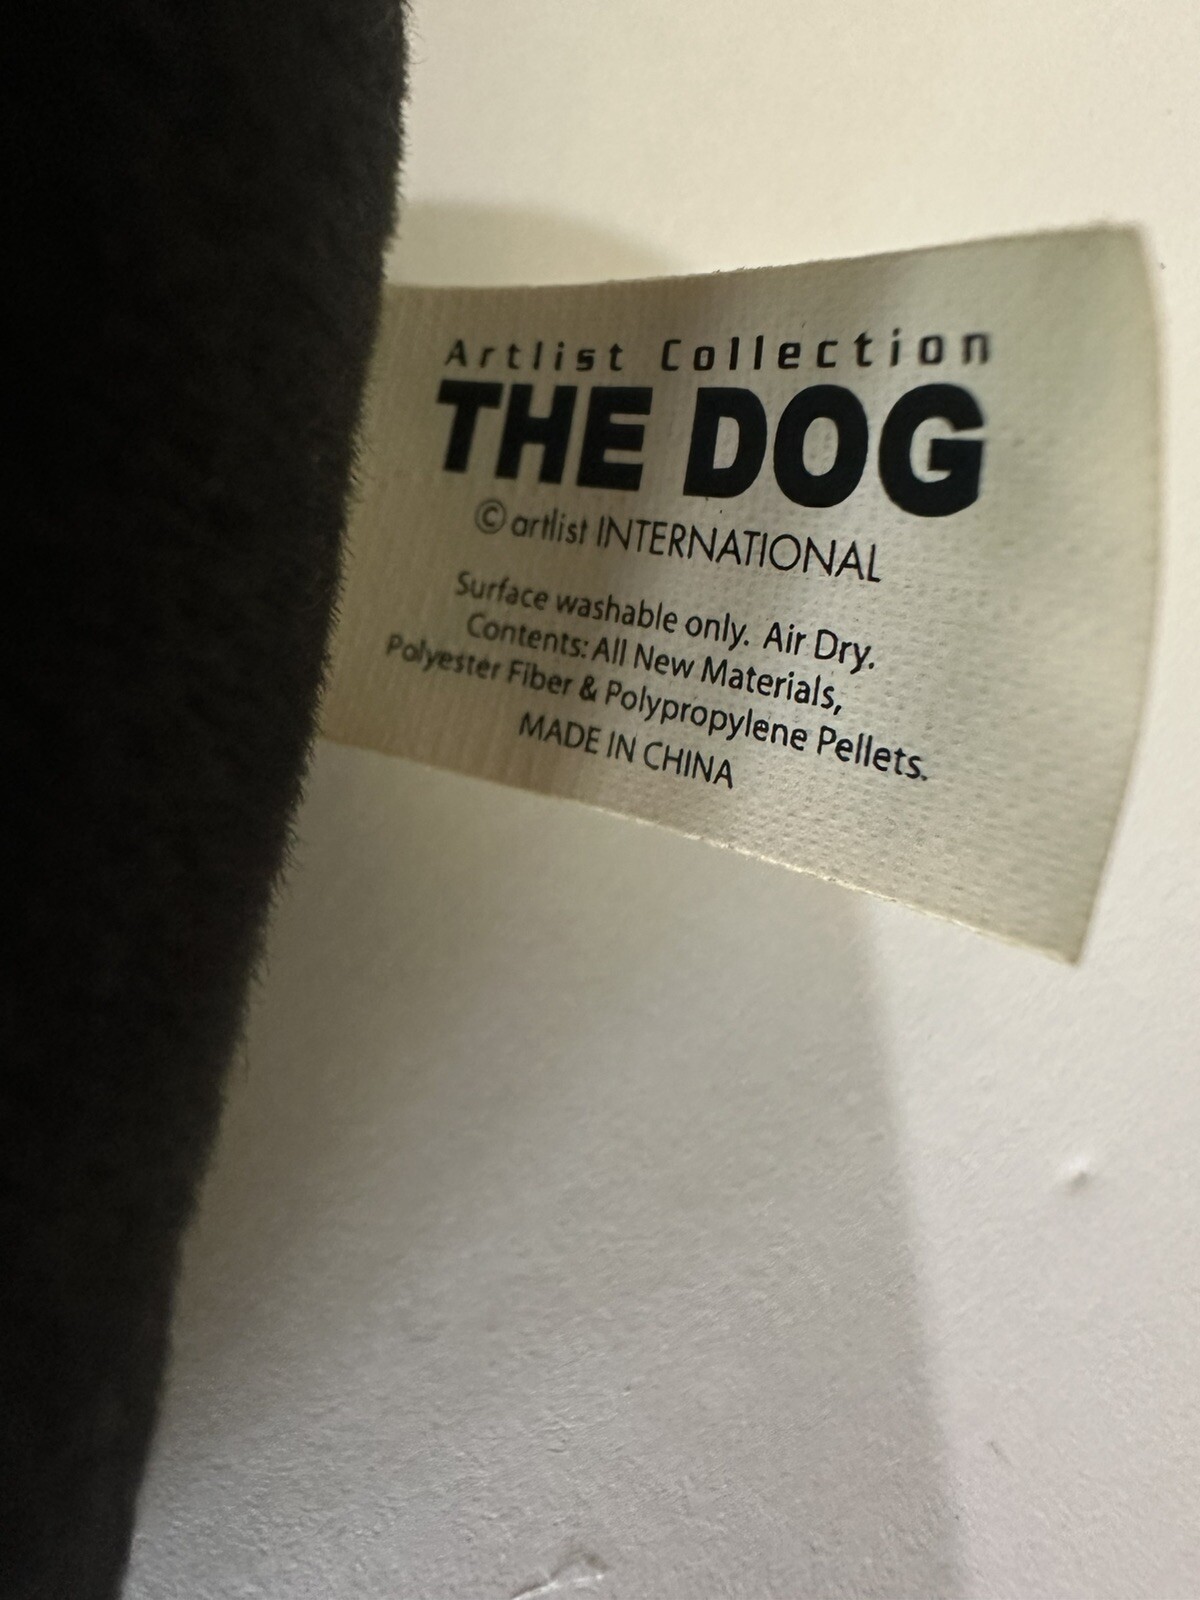 Artlist Collection
THE DOG
© artlist INTERNATIONAL
Surface washable only. Air Dry.
Contents: All New Materials,
Polyester Fiber & Polypropylene Pellets.
MADE IN CHINA